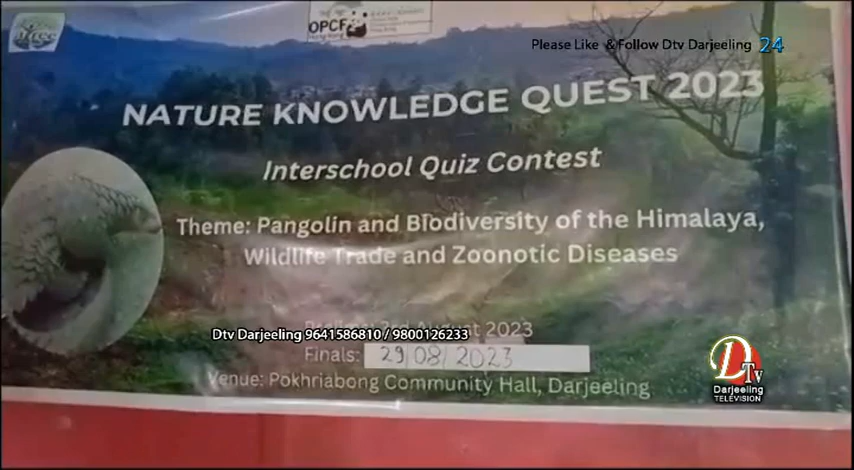 OPCF
Please Like & Follow Dtv Darjeeling 24
NATURE KNOWLEDGE QUEST 2023
Interschool Quiz Contest
Theme: Pangolin and Biodiversity of the Himalaya,
Wildlife Trade and Zoonotic Diseases
2023
Dtv Darjeeling 9641586810 / 9800126233
Finals: 29/08/2023
Venue: Pokhriabong Community Hall, Darjeeling
DTV
Darjeeling
TELEVISION